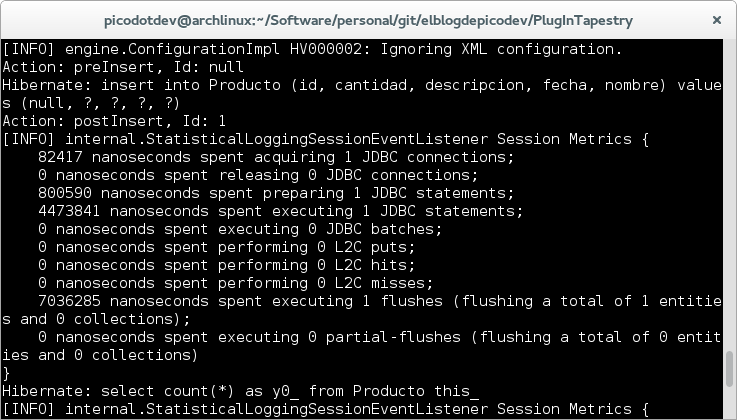 picodotdev@archlinux:~/Software/personal/git/elblogdepicodev/PlugInTapestry
[INFO] engine.ConfigurationImpl HV000002: Ignoring XML configuration.
Action: preInsert, Id: null
Hibernate: insert into Producto (id, cantidad, descripcion, fecha, nombre) value
s (null, ?, ?, ?, ?)
Action: postInsert, Id: 1
[INFO] internal.StatisticalLoggingSessionEventListener Session Metrics {
    82417 nanoseconds spent acquiring 1 JDBC connections;
    0 nanoseconds spent releasing 0 JDBC connections;
    800590 nanoseconds spent preparing 1 JDBC statements;
    4473841 nanoseconds spent executing 1 JDBC statements;
    0 nanoseconds spent executing 0 JDBC batches;
    0 nanoseconds spent performing 0 L2C puts;
    0 nanoseconds spent performing 0 L2C hits;
    0 nanoseconds spent performing 0 L2C misses;
    7036285 nanoseconds spent executing 1 flushes (flushing a total of 1 entitie
s and 0 collections);
    0 nanoseconds spent executing 0 partial-flushes (flushing a total of 0 entit
ies and 0 collections)
}
Hibernate: select count(*) as y0_ from Producto this_
[INFO] internal.StatisticalLoggingSessionEventListener Session Metrics {